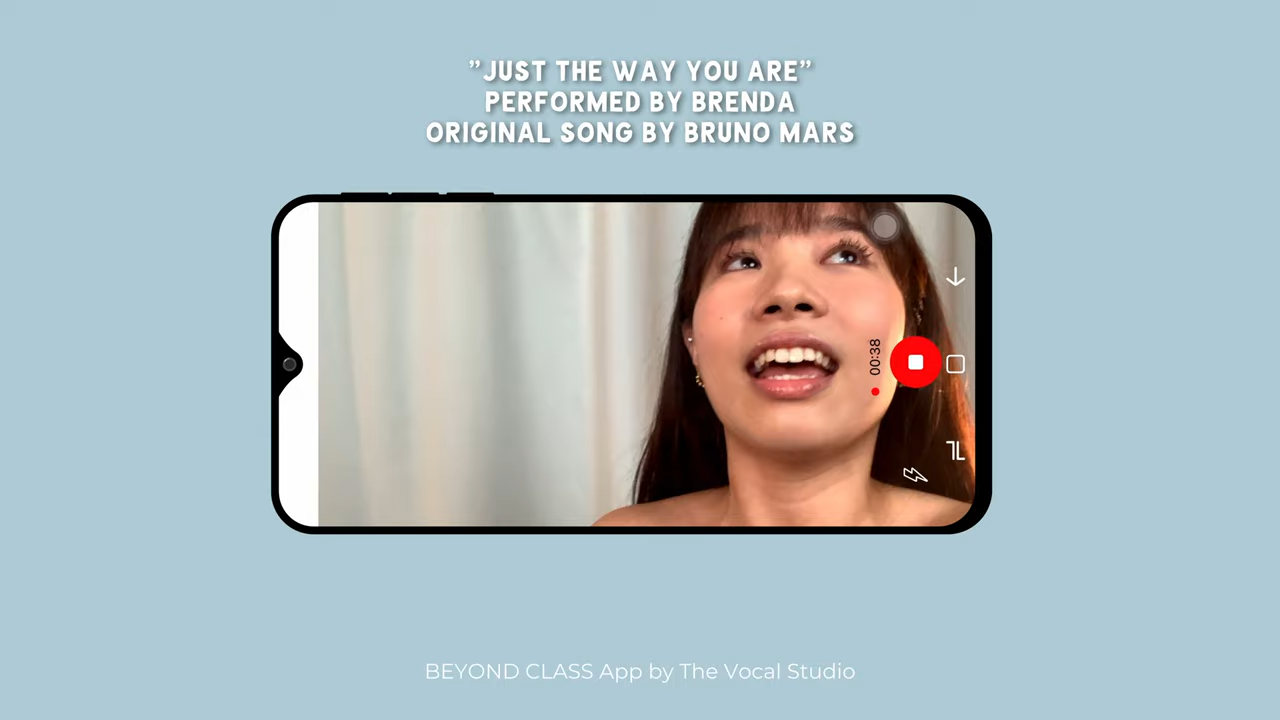 ”JUST THE WAY YOU ARE”
PERFORMED BY BRENDA
ORIGINAL SONG BY BRUNO MARS
00:38
BEYOND CLASS App by The Vocal Studio